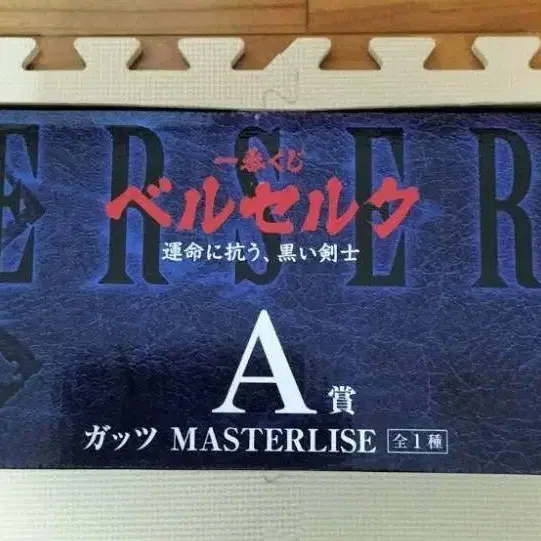 ERSER
一番くじ
ベルセルク
運命に抗う、黒い剣士
A賞
ガッツ MASTERLISE 全1種